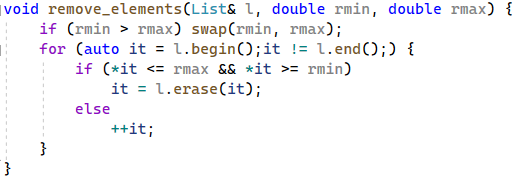 void remove_elements(List& l, double rmin, double rmax) {
    if (rmin > rmax) swap(rmin, rmax);
    for (auto it = l.begin();it != l.end();) {
        if (*it <= rmax && *it >= rmin)
            it = l.erase(it);
        else
            ++it;
    }
}